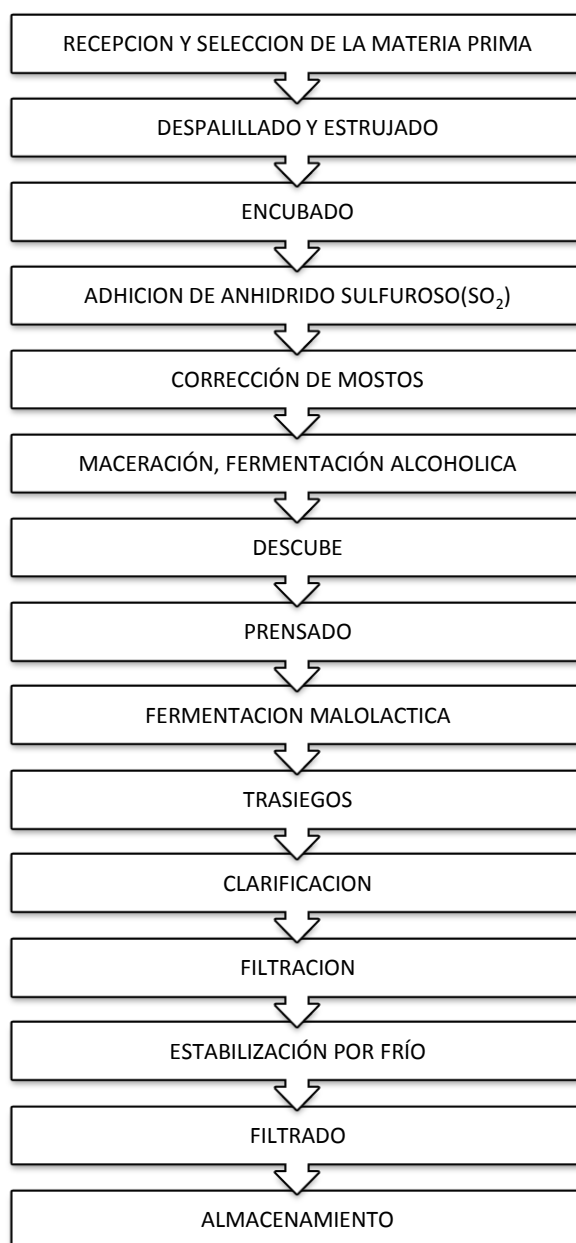 RECEPCION Y SELECCION DE LA MATERIA PRIMA
DESPALILLADO Y ESTRUJADO
ENCUBADO
ADHICION DE ANHIDRIDO SULFUROSO(SO₂)
CORRECCIÓN DE MOSTOS
MACERACIÓN, FERMENTACIÓN ALCOHOLICA
DESCUBE
PRENSADO
FERMENTACION MALOLACTICA
TRASIEGOS
CLARIFICACION
FILTRACION
ESTABILIZACIÓN POR FRÍO
FILTRADO
ALMACENAMIENTO